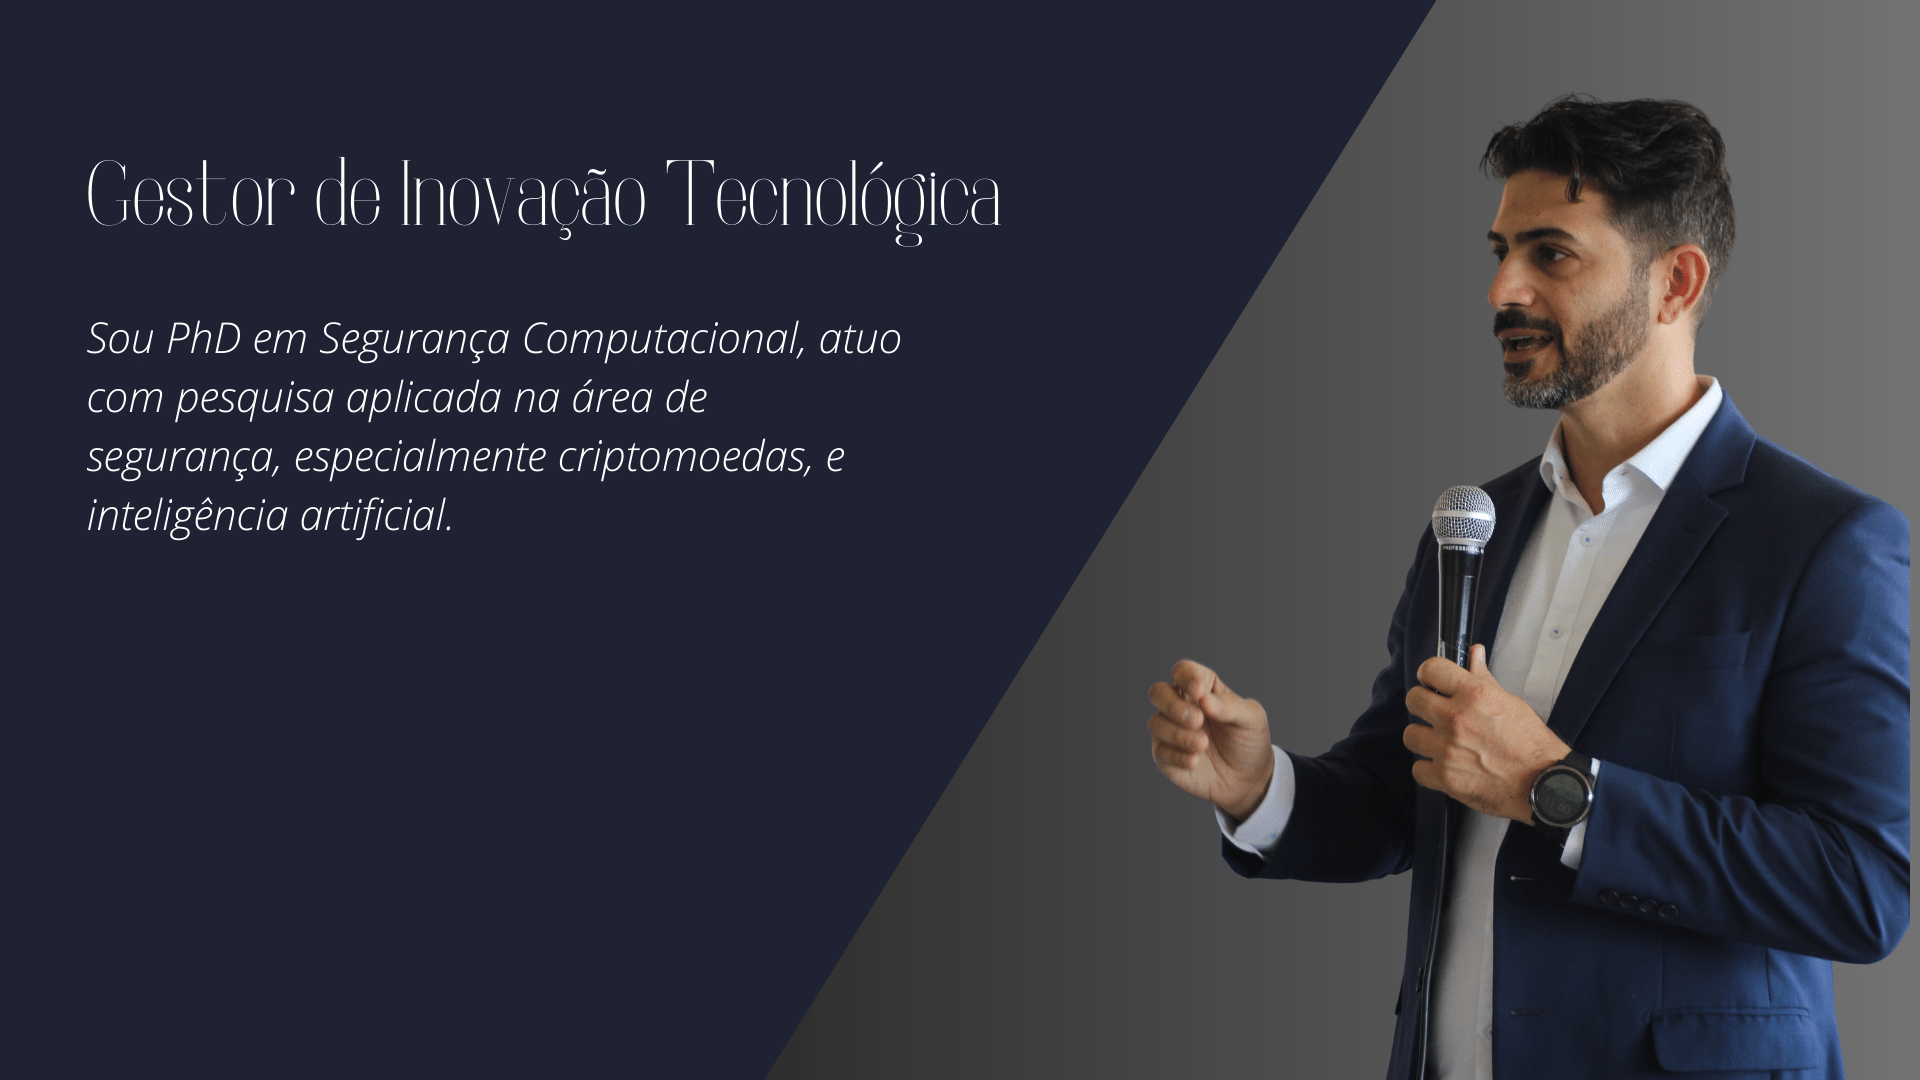 Gestor de Inovação Tecnológica
Sou PhD em Segurança Computacional, atuo
com pesquisa aplicada na área de
segurança, especialmente criptomoedas, e
inteligência artificial.
PROFESSIONAL